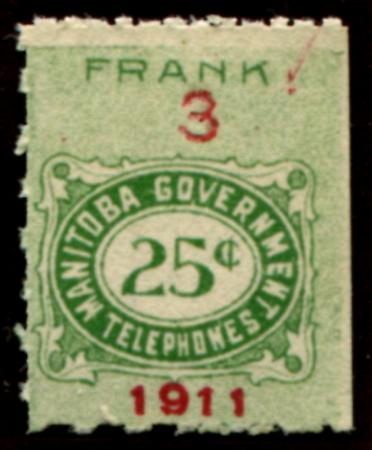 FRANK
3
MANITOBA GOVERNMENT
25¢
TELEPHONES
1911